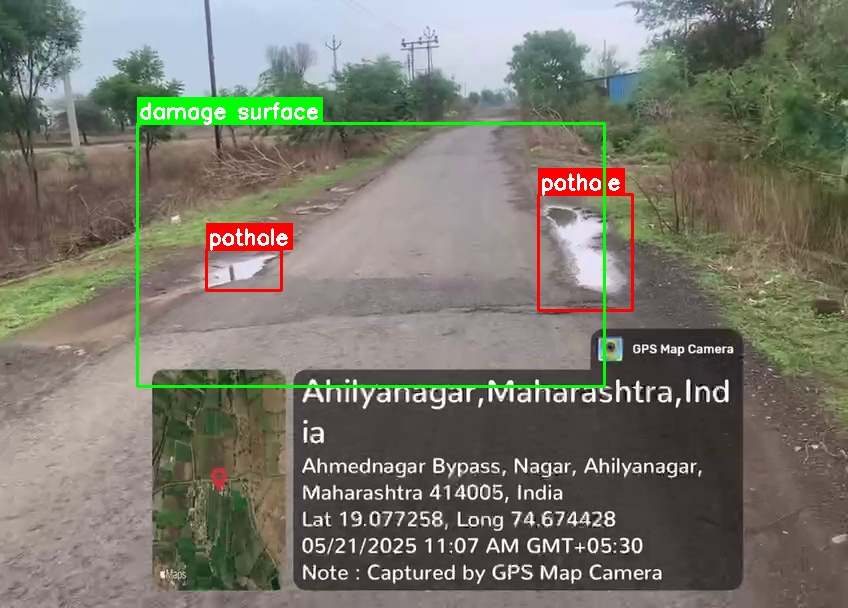 damage surface
pothole
pothole
GPS Map Camera
Ahilyanagar,Maharashtra,Ind
ia
Ahmednagar Bypass, Nagar, Ahilyanagar,
Maharashtra 414005, India
Lat 19.077258, Long 74.674428
05/21/2025 11:07 AM GMT+05:30
Note : Captured by GPS Map Camera
Maps